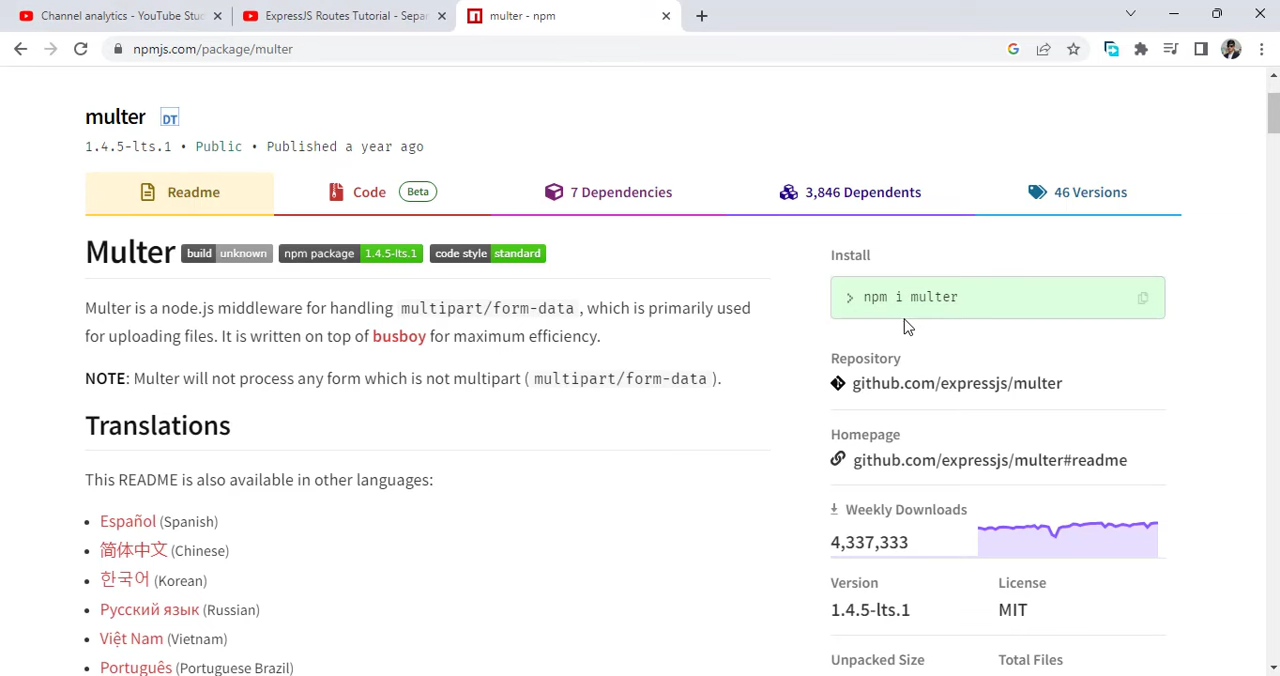 Channel analytics - YouTube Stu
ExpressJS Routes Tutorial - Sepa
multer - npm
npmjs.com/package/multer
multer DT
1.4.5-lts.1 • Public • Published a year ago
Readme
Code Beta
7 Dependencies
3,846 Dependents
46 Versions
Multer build unknown npm package 1.4.5-lts.1 code style standard
Multer is a node.js middleware for handling multipart/form-data, which is primarily used
for uploading files. It is written on top of busboy for maximum efficiency.
NOTE: Multer will not process any form which is not multipart (multipart/form-data).
Translations
This README is also available in other languages:
• Español (Spanish)
• 简体中文 (Chinese)
• 한국어 (Korean)
• Русский язык (Russian)
• Việt Nam (Vietnam)
• Português (Portuguese Brazil)
Install
> npm i multer
Repository
github.com/expressjs/multer
Homepage
github.com/expressjs/multer#readme
Weekly Downloads
4,337,333
Version
1.4.5-lts.1
License
MIT
Unpacked Size
Total Files